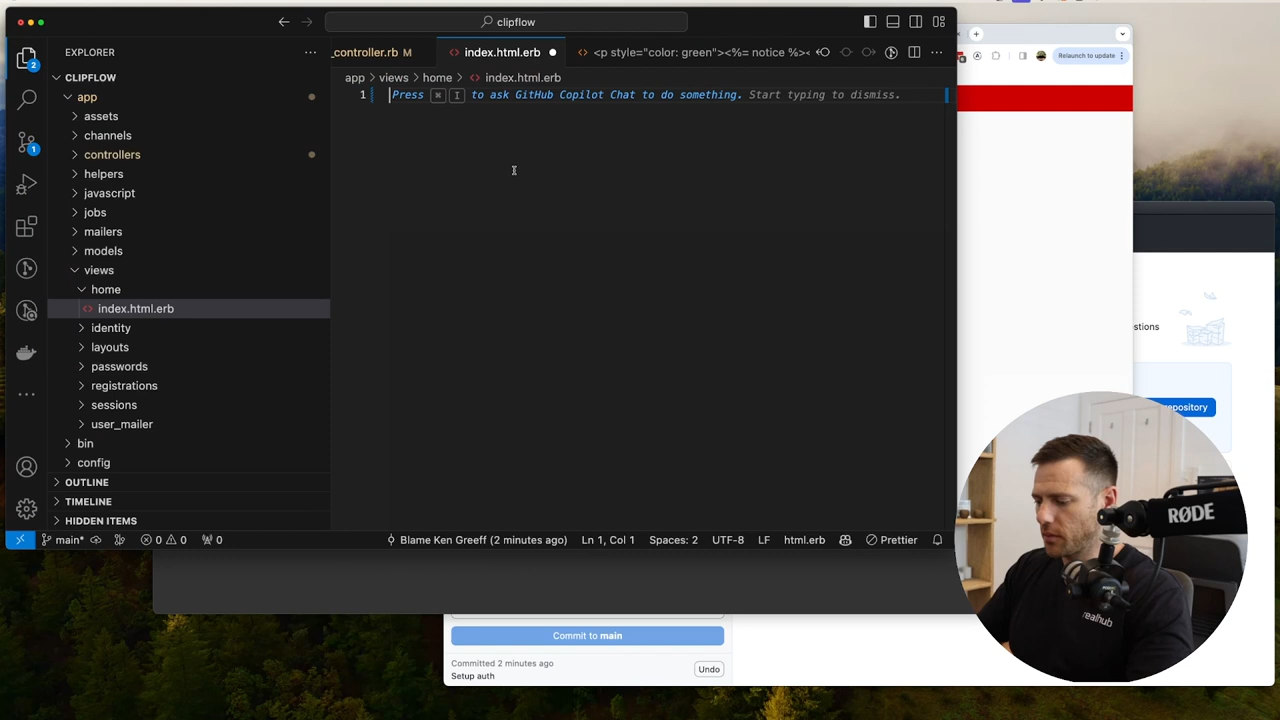 clipflow
EXPLORER
_controller.rb M
index.html.erb
<p style="color: green"><%= notice %><
Relaunch to update
CLIPFLOW
app > views > home > index.html.erb
app
1
Press ⌘ I to ask GitHub Copilot Chat to do something. Start typing to dismiss.
assets
channels
controllers
helpers
javascript
jobs
mailers
models
views
home
index.html.erb
identity
layouts
passwords
registrations
sessions
user_mailer
bin
config
OUTLINE
TIMELINE
HIDDEN ITEMS
2
1
main*
0
0
0
Blame Ken Greeff (2 minutes ago)
Ln 1, Col 1
Spaces: 2
UTF-8
LF
html.erb
Prettier
stions
repository
RØDE
realhub
Commit to main
Committed 2 minutes ago
Setup auth
Undo